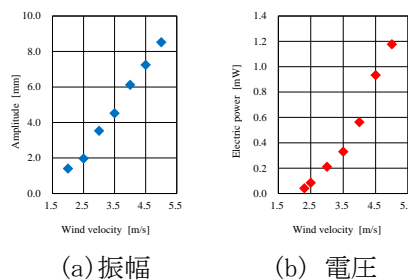 10.0
8.0
6.0
4.0
2.0
0.0
Amplitude [mm]
1.5 2.5 3.5 4.5 5.5
Wind velocity [m/s]
(a)振幅
1.4
1.2
1.0
0.8
0.6
0.4
0.2
0.0
Electric power [mW]
1.5 2.5 3.5 4.5 5.5
Wind velocity [m/s]
(b) 電圧